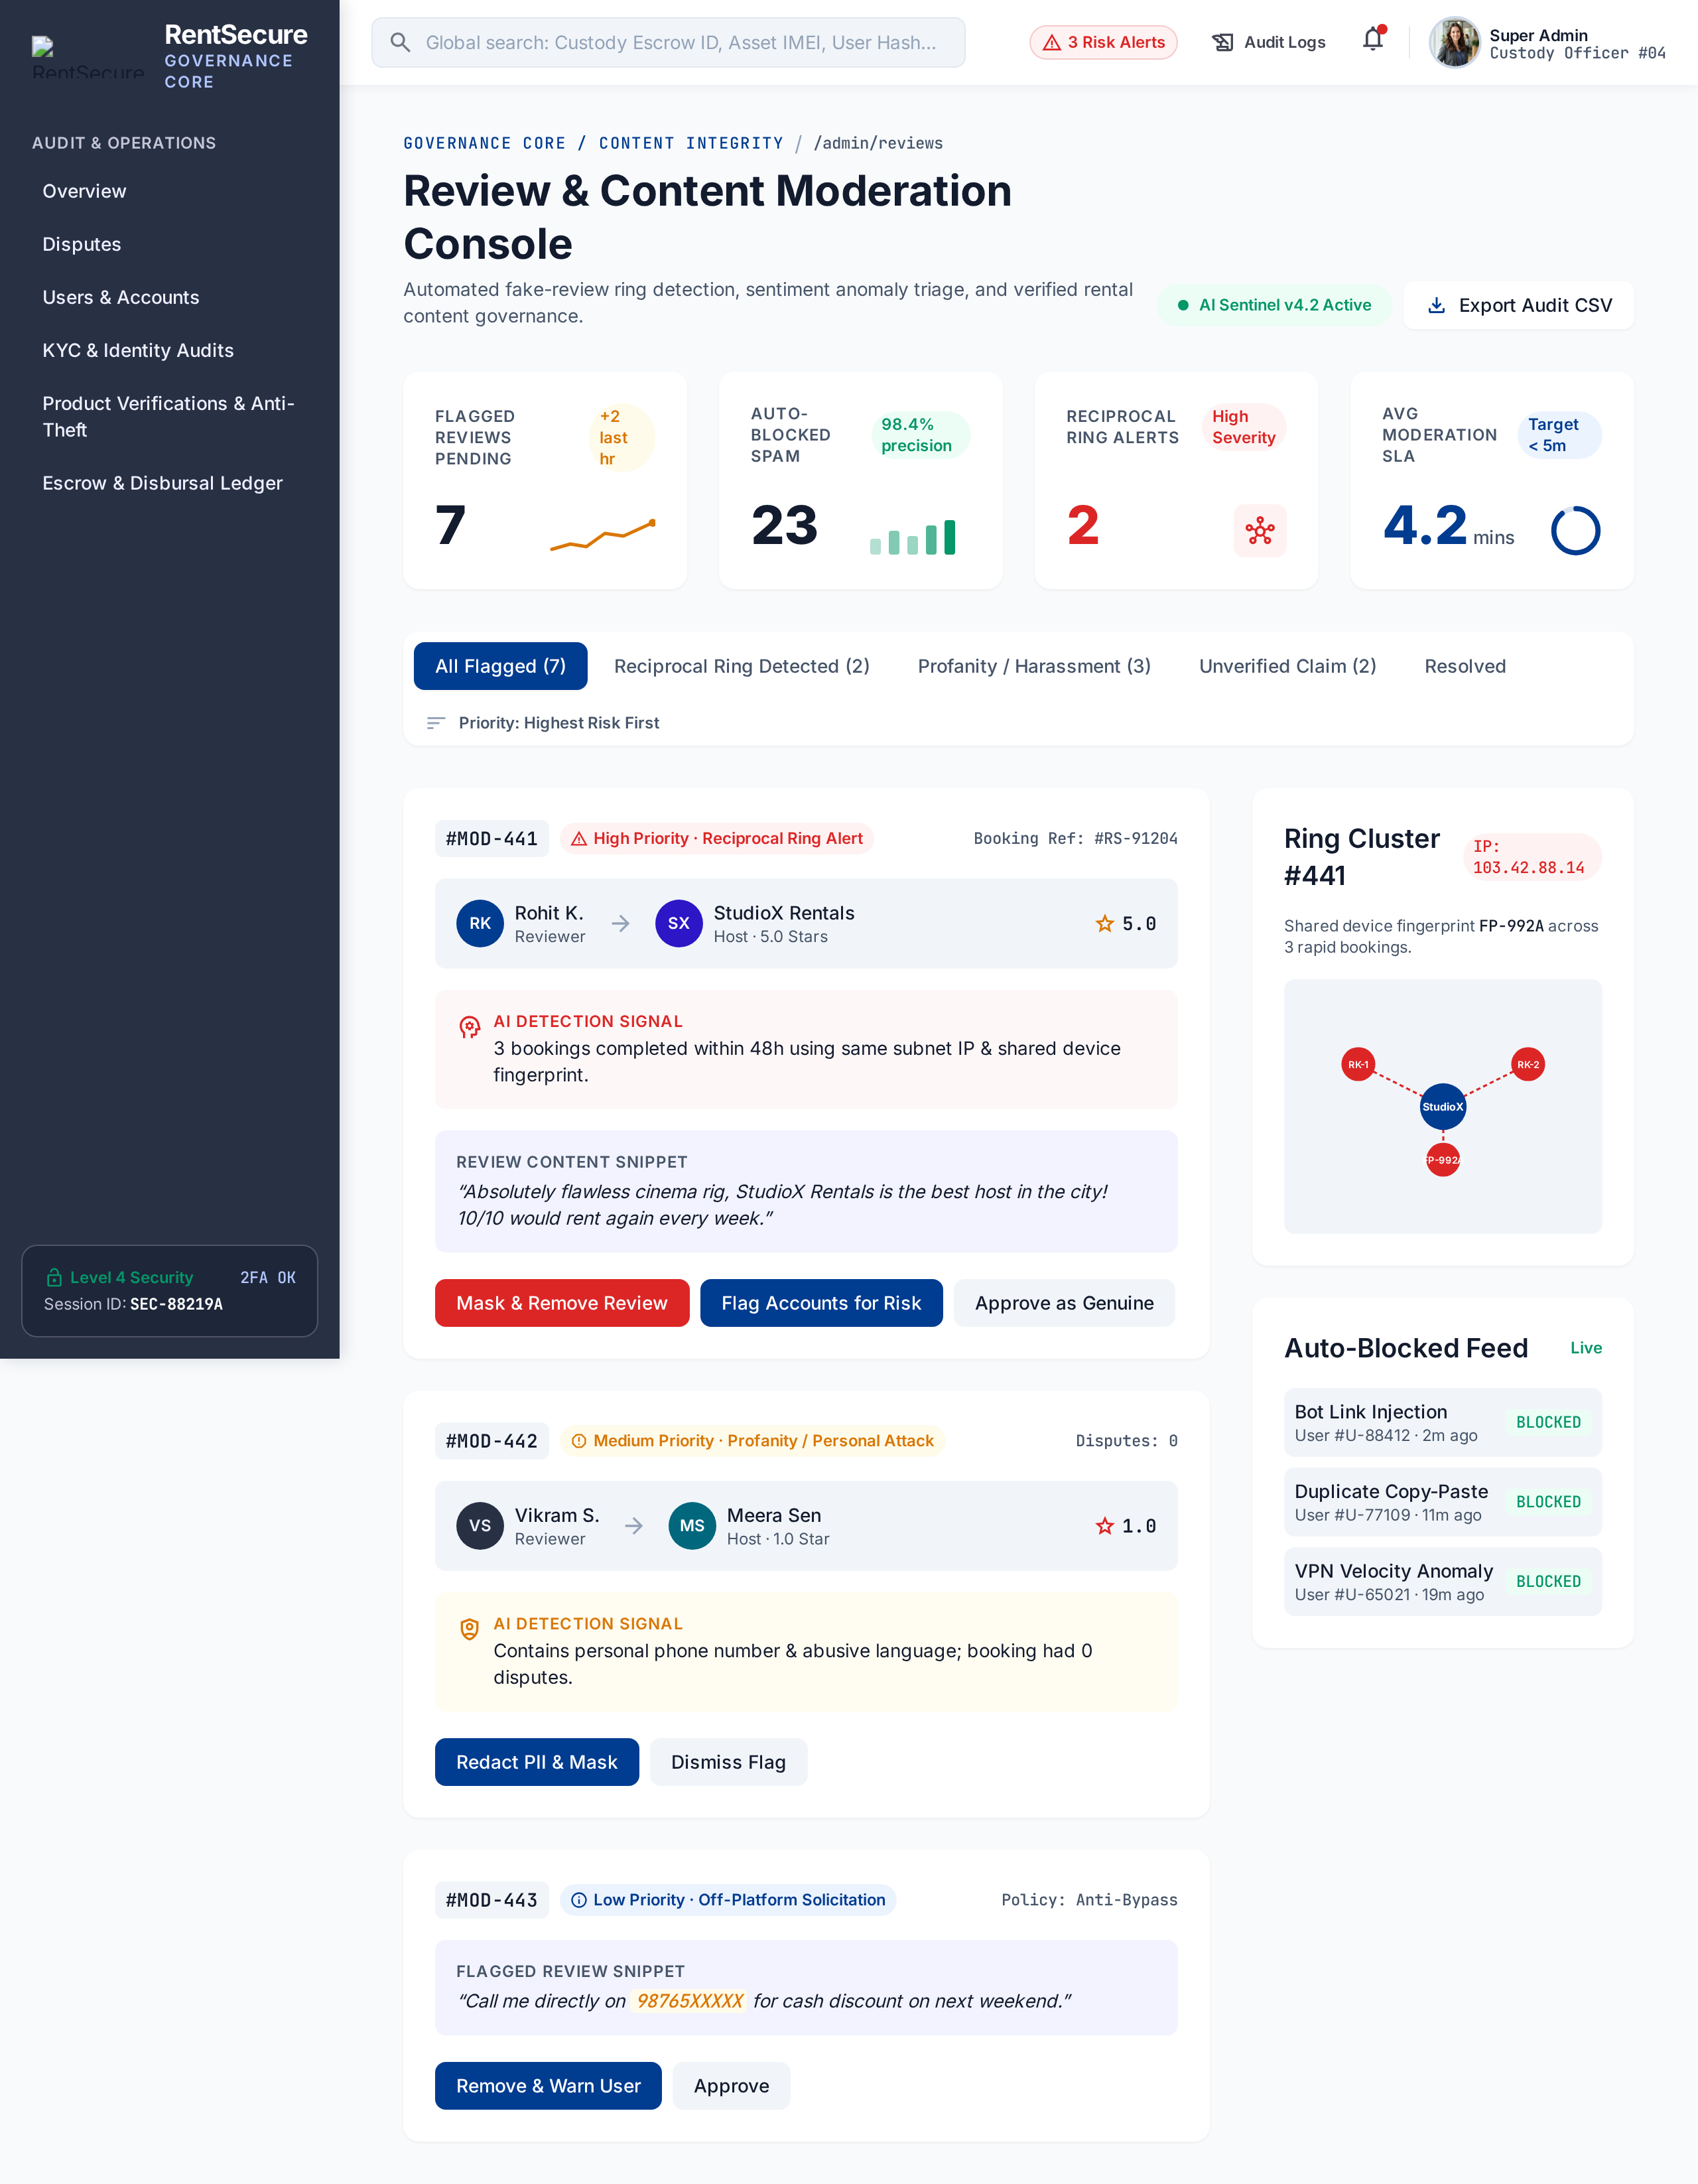 RentSecure
RentSecure
GOVERNANCE
CORE
AUDIT & OPERATIONS
Overview
Disputes
Users & Accounts
KYC & Identity Audits
Product Verifications & Anti-
Theft
Escrow & Disbursal Ledger
Level 4 Security 2FA OK
Session ID: SEC-88219A
Global search: Custody Escrow ID, Asset IMEI, User Hash...
3 Risk Alerts
Audit Logs
Super Admin
Custody Officer #04
GOVERNANCE CORE / CONTENT INTEGRITY / /admin/reviews
Review & Content Moderation
Console
Automated fake-review ring detection, sentiment anomaly triage, and verified rental
content governance.
AI Sentinel v4.2 Active
Export Audit CSV
FLAGGED
REVIEWS
PENDING
+2
last
hr
7
AUTO-
BLOCKED
SPAM
98.4%
precision
23
RECIPROCAL
RING ALERTS
High
Severity
2
AVG
MODERATION
SLA
Target
< 5m
4.2 mins
All Flagged (7)
Reciprocal Ring Detected (2)
Profanity / Harassment (3)
Unverified Claim (2)
Resolved
Priority: Highest Risk First
#MOD-441
High Priority · Reciprocal Ring Alert
Booking Ref: #RS-91204
RK
Rohit K.
Reviewer
SX
StudioX Rentals
Host · 5.0 Stars
5.0
AI DETECTION SIGNAL
3 bookings completed within 48h using same subnet IP & shared device
fingerprint.
REVIEW CONTENT SNIPPET
“Absolutely flawless cinema rig, StudioX Rentals is the best host in the city!
10/10 would rent again every week.”
Mask & Remove Review
Flag Accounts for Risk
Approve as Genuine
#MOD-442
Medium Priority · Profanity / Personal Attack
Disputes: 0
VS
Vikram S.
Reviewer
MS
Meera Sen
Host · 1.0 Star
1.0
AI DETECTION SIGNAL
Contains personal phone number & abusive language; booking had 0
disputes.
Redact PII & Mask
Dismiss Flag
#MOD-443
Low Priority · Off-Platform Solicitation
Policy: Anti-Bypass
FLAGGED REVIEW SNIPPET
“Call me directly on 98765XXXXX for cash discount on next weekend.”
Remove & Warn User
Approve
Ring Cluster
#441
IP:
103.42.88.14
Shared device fingerprint FP-992A across
3 rapid bookings.
RK-1
RK-2
StudioX
FP-992A
Auto-Blocked Feed
Live
Bot Link Injection
User #U-88412 · 2m ago
BLOCKED
Duplicate Copy-Paste
User #U-77109 · 11m ago
BLOCKED
VPN Velocity Anomaly
User #U-65021 · 19m ago
BLOCKED